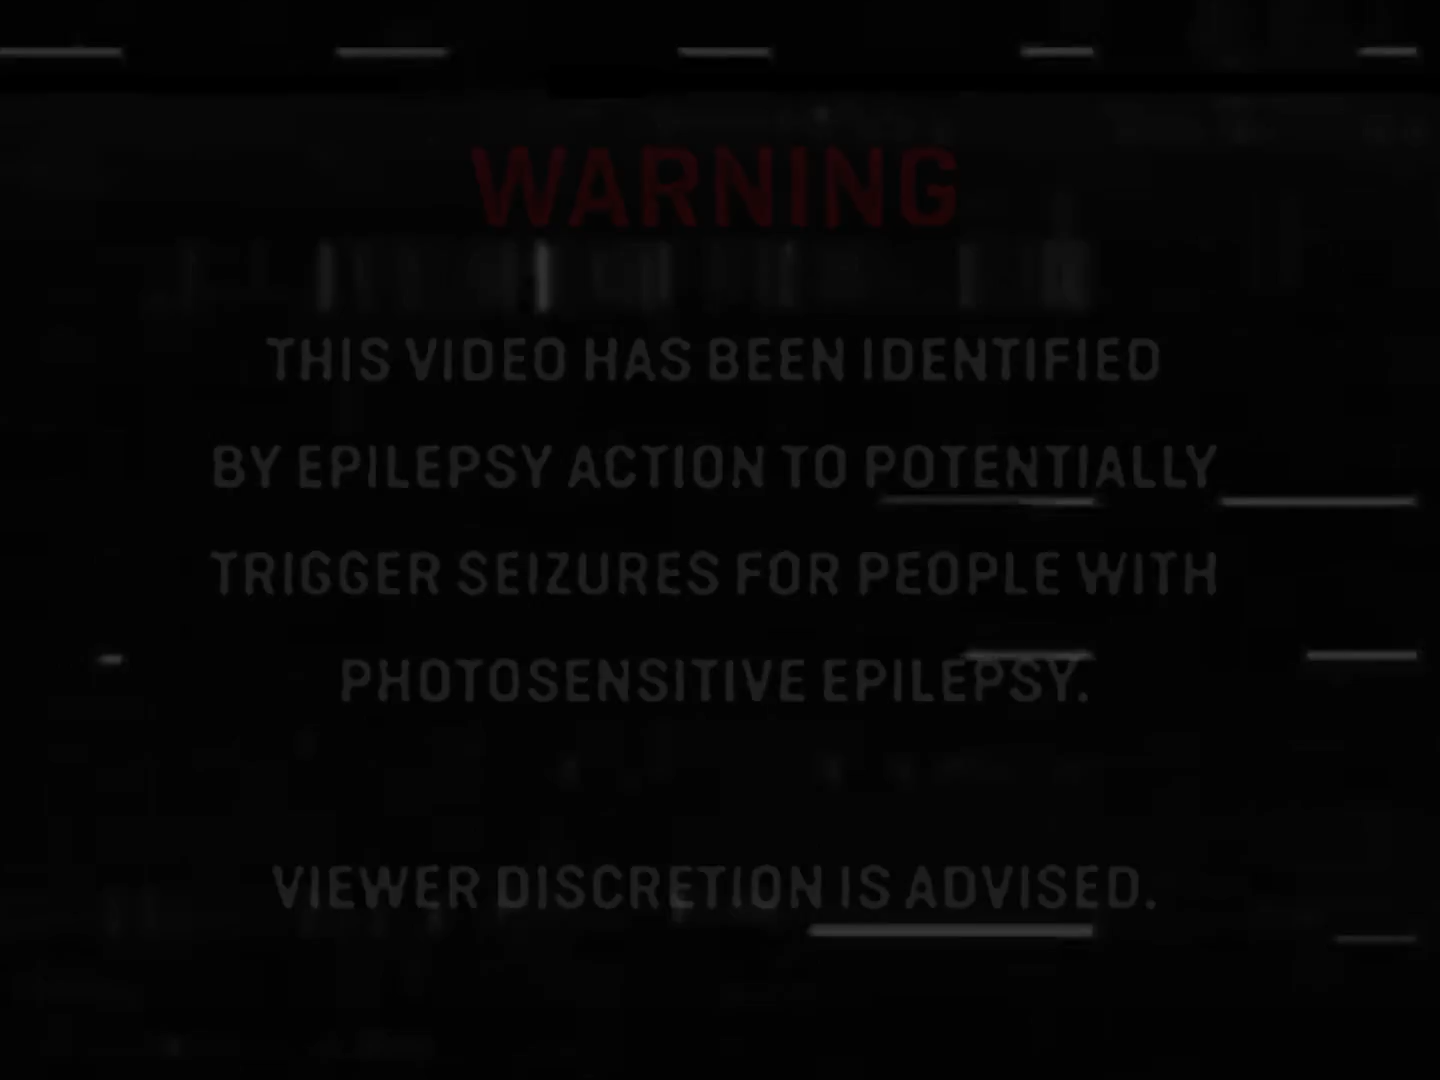 WARNING
THIS VIDEO HAS BEEN IDENTIFIED
BY EPILEPSY ACTION TO POTENTIALLY
TRIGGER SEIZURES FOR PEOPLE WITH
PHOTOSENSITIVE EPILEPSY.
VIEWER DISCRETION IS ADVISED.